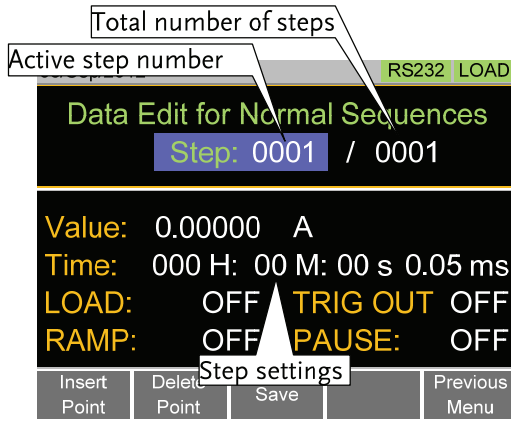 Total number of steps
Active step number
RS232 LOAD
Data Edit for Normal Sequences
Step: 0001 / 0001
Value: 0.00000 A
Time: 000 H: 00 M: 00 s 0.05 ms
LOAD: OFF TRIG OUT OFF
RAMP: OFF PAUSE: OFF
Step settings
Insert Point
Delete Point
Save
Previous Menu